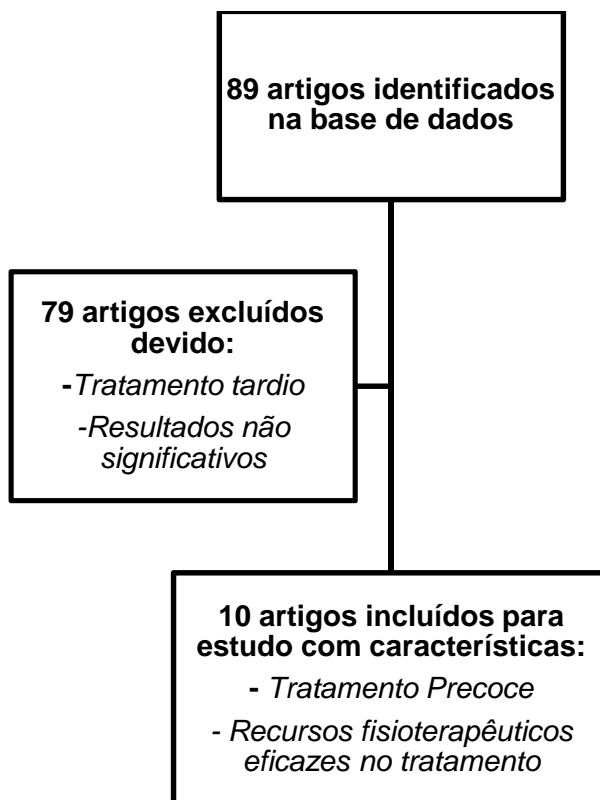 89 artigos identificados
na base de dados
79 artigos excluídos
devido:
-Tratamento tardio
-Resultados não
significativos
10 artigos incluídos para
estudo com características:
- Tratamento Precoce
- Recursos fisioterapêuticos
eficazes no tratamento